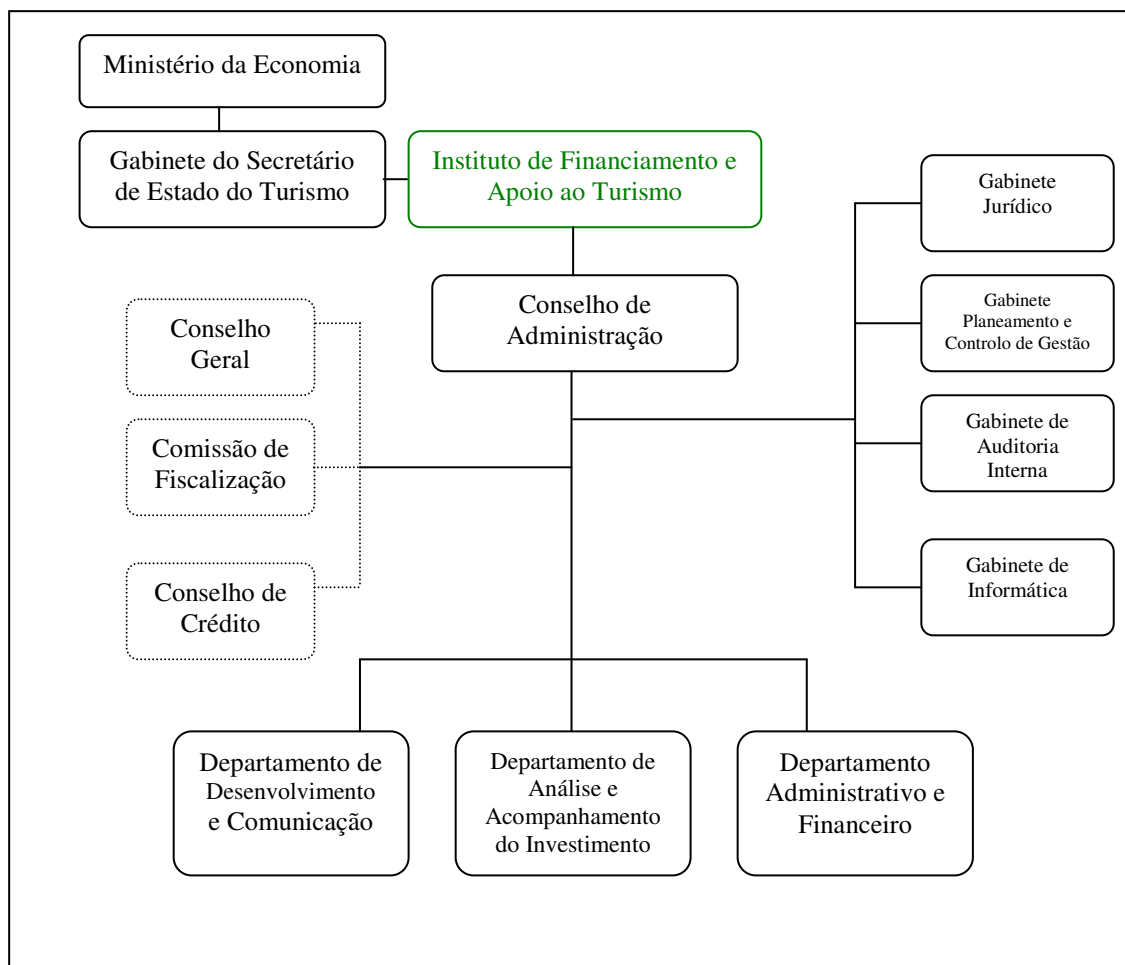 Ministério da Economia
Gabinete do Secretário
de Estado do Turismo
Instituto de Financiamento e
Apoio ao Turismo
Conselho de
Administração
Conselho
Geral
Comissão de
Fiscalização
Conselho de
Crédito
Gabinete
Jurídico
Gabinete
Planeamento e
Controlo de Gestão
Gabinete de
Auditoria
Interna
Gabinete de
Informática
Departamento de
Desenvolvimento
e Comunicação
Departamento de
Análise e
Acompanhamento
do Investimento
Departamento
Administrativo e
Financeiro